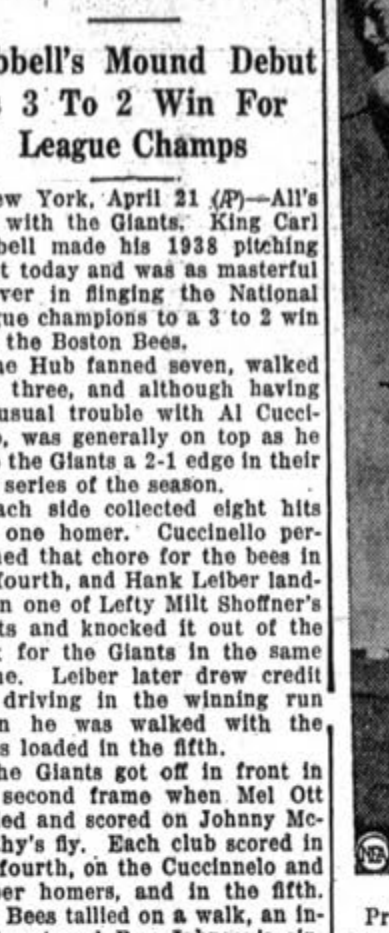 bbell's Mound Debut
s 3 To 2 Win For
League Champs
ew York, April 21 (AP)—All's
with the Giants. King Carl
bell made his 1938 pitching
t today and was as masterful
ver in flinging the National
gue champions to a 3 to 2 win
the Boston Bees.
he Hub fanned seven, walked
three, and although having
usual trouble with Al Cucci-
o, was generally on top as he
the Giants a 2-1 edge in their
series of the season.
ach side collected eight hits
one homer. Cuccinello per-
med that chore for the bees in
fourth, and Hank Leiber land-
n one of Lefty Milt Shoffner's
ts and knocked it out of the
for the Giants in the same
ne. Leiber later drew credit
driving in the winning run
n he was walked with the
s loaded in the fifth.
he Giants got off in front in
second frame when Mel Ott
ed and scored on Johnny Mc-
hy's fly. Each club scored in
fourth, on the Cuccinnelo and
er homers, and in the fifth.
Bees tallied on a walk, an in-
NEA
Pr